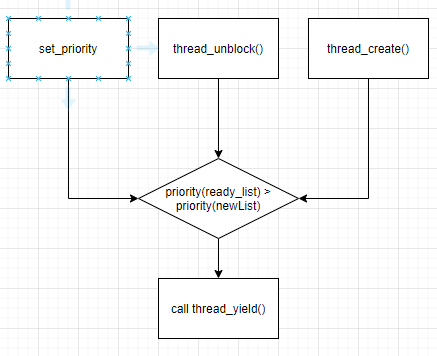 set_priority
thread_unblock()
thread_create()
priority(ready_list) >
priority(newList)
call thread_yield()